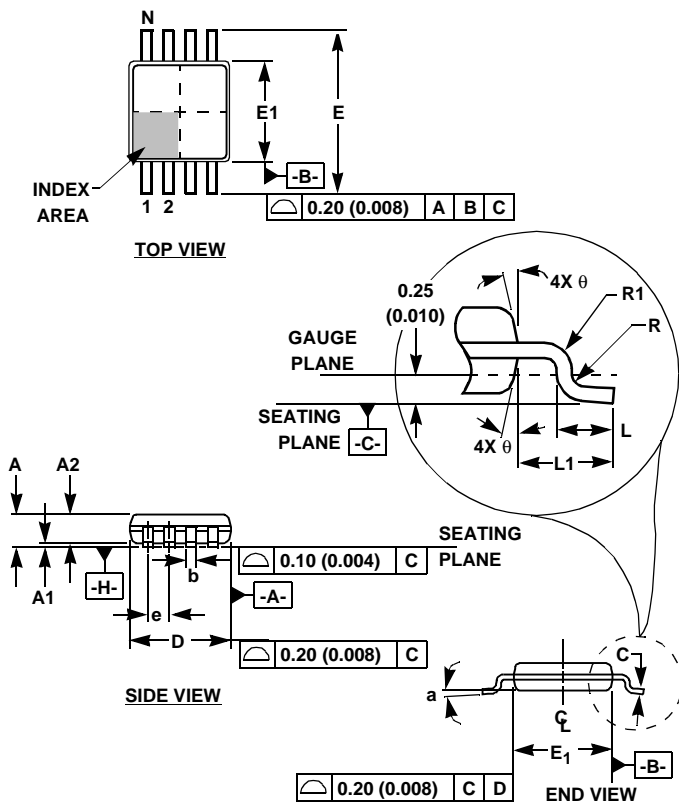 N
E1
E
-B-
INDEX
AREA
1 2
0.20 (0.008) A B C
TOP VIEW
0.25
(0.010)
4X θ
R1
R
GAUGE
PLANE
SEATING
PLANE
-C-
4X θ
L
L1
A
A2
SEATING
PLANE
0.10 (0.004) C
-H-
A1
b
-A-
e
D
0.20 (0.008) C
SIDE VIEW
C
a
CL
E1
-B-
0.20 (0.008) C D
END VIEW